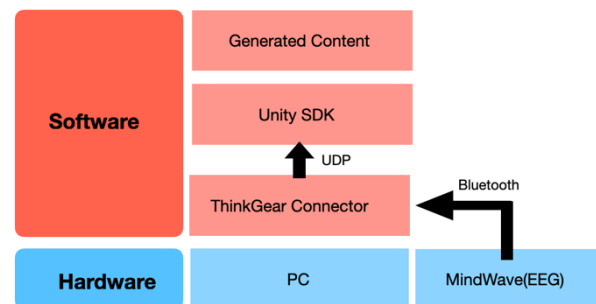 Generated Content
Software
Unity SDK
UDP
Bluetooth
ThinkGear Connector
Hardware
PC
MindWave(EEG)